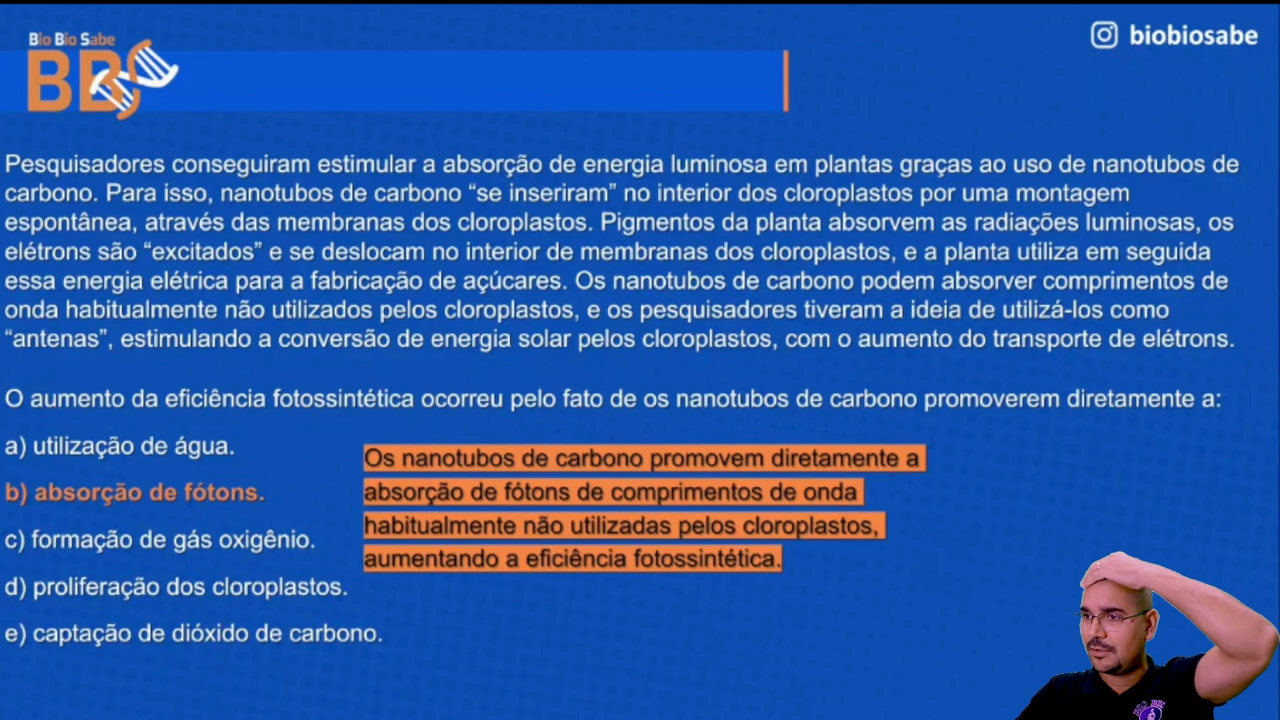 Bio Bio Sabe
BBS
biobiosabe
Pesquisadores conseguiram estimular a absorção de energia luminosa em plantas graças ao uso de nanotubos de
carbono. Para isso, nanotubos de carbono “se inseriram” no interior dos cloroplastos por uma montagem
espontânea, através das membranas dos cloroplastos. Pigmentos da planta absorvem as radiações luminosas, os
elétrons são “excitados” e se deslocam no interior de membranas dos cloroplastos, e a planta utiliza em seguida
essa energia elétrica para a fabricação de açúcares. Os nanotubos de carbono podem absorver comprimentos de
onda habitualmente não utilizados pelos cloroplastos, e os pesquisadores tiveram a ideia de utilizá-los como
“antenas”, estimulando a conversão de energia solar pelos cloroplastos, com o aumento do transporte de elétrons.
O aumento da eficiência fotossintética ocorreu pelo fato de os nanotubos de carbono promoverem diretamente a:
a) utilização de água.
b) absorção de fótons.
c) formação de gás oxigênio.
d) proliferação dos cloroplastos.
e) captação de dióxido de carbono.
Os nanotubos de carbono promovem diretamente a
absorção de fótons de comprimentos de onda
habitualmente não utilizadas pelos cloroplastos,
aumentando a eficiência fotossintética.